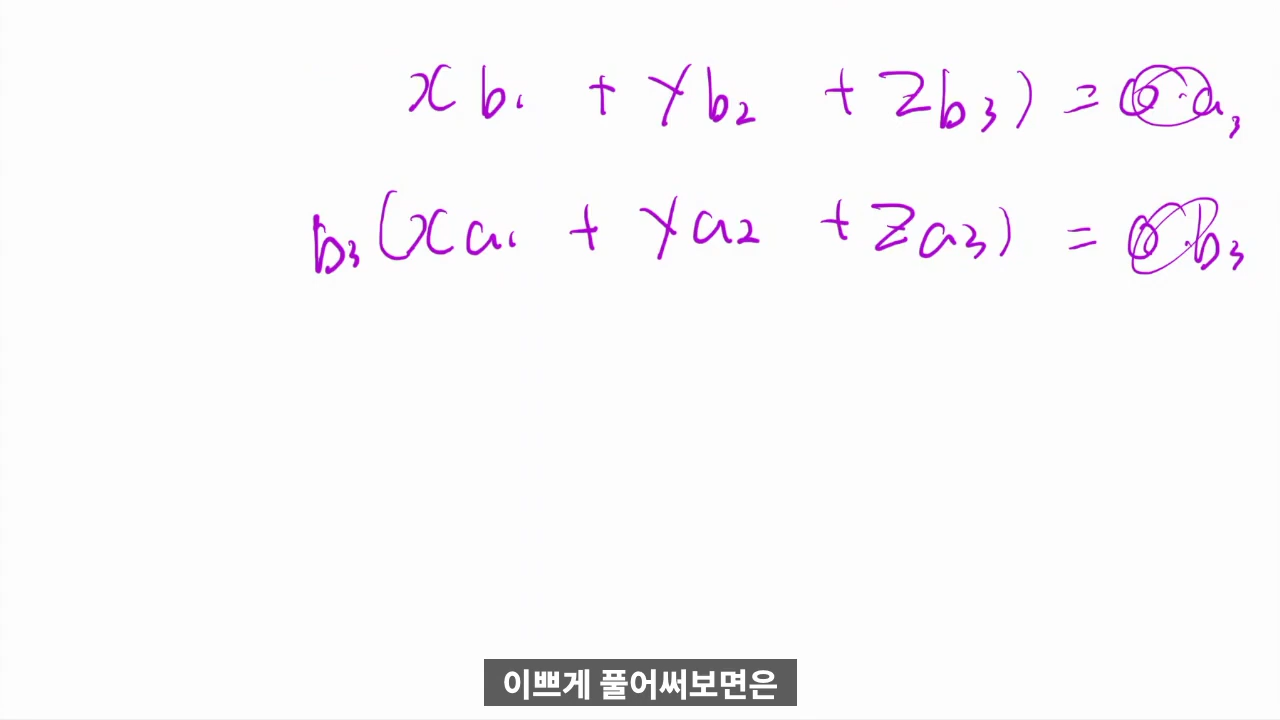 xb₁ + yb₂ + zb₃) = 0·a₃
b₃(xa₁ + ya₂ + za₃) = 0·b₃
이쁘게 풀어써보면은